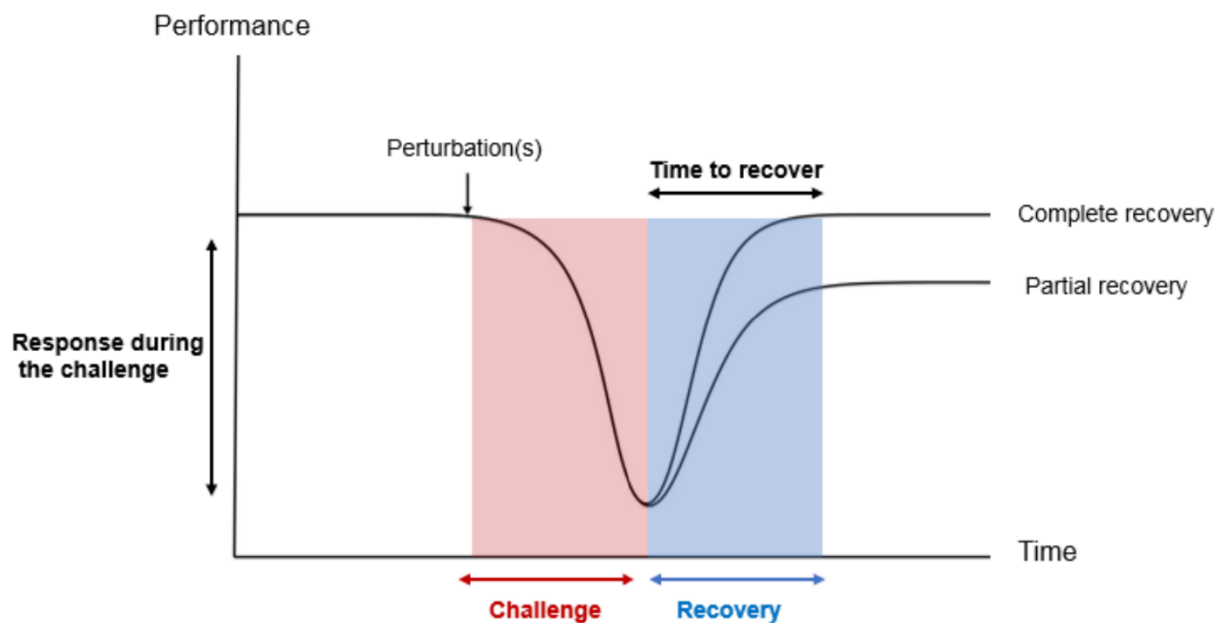 Performance
Perturbation(s)
Time to recover
Complete recovery
Partial recovery
Response during
the challenge
Time
Challenge
Recovery